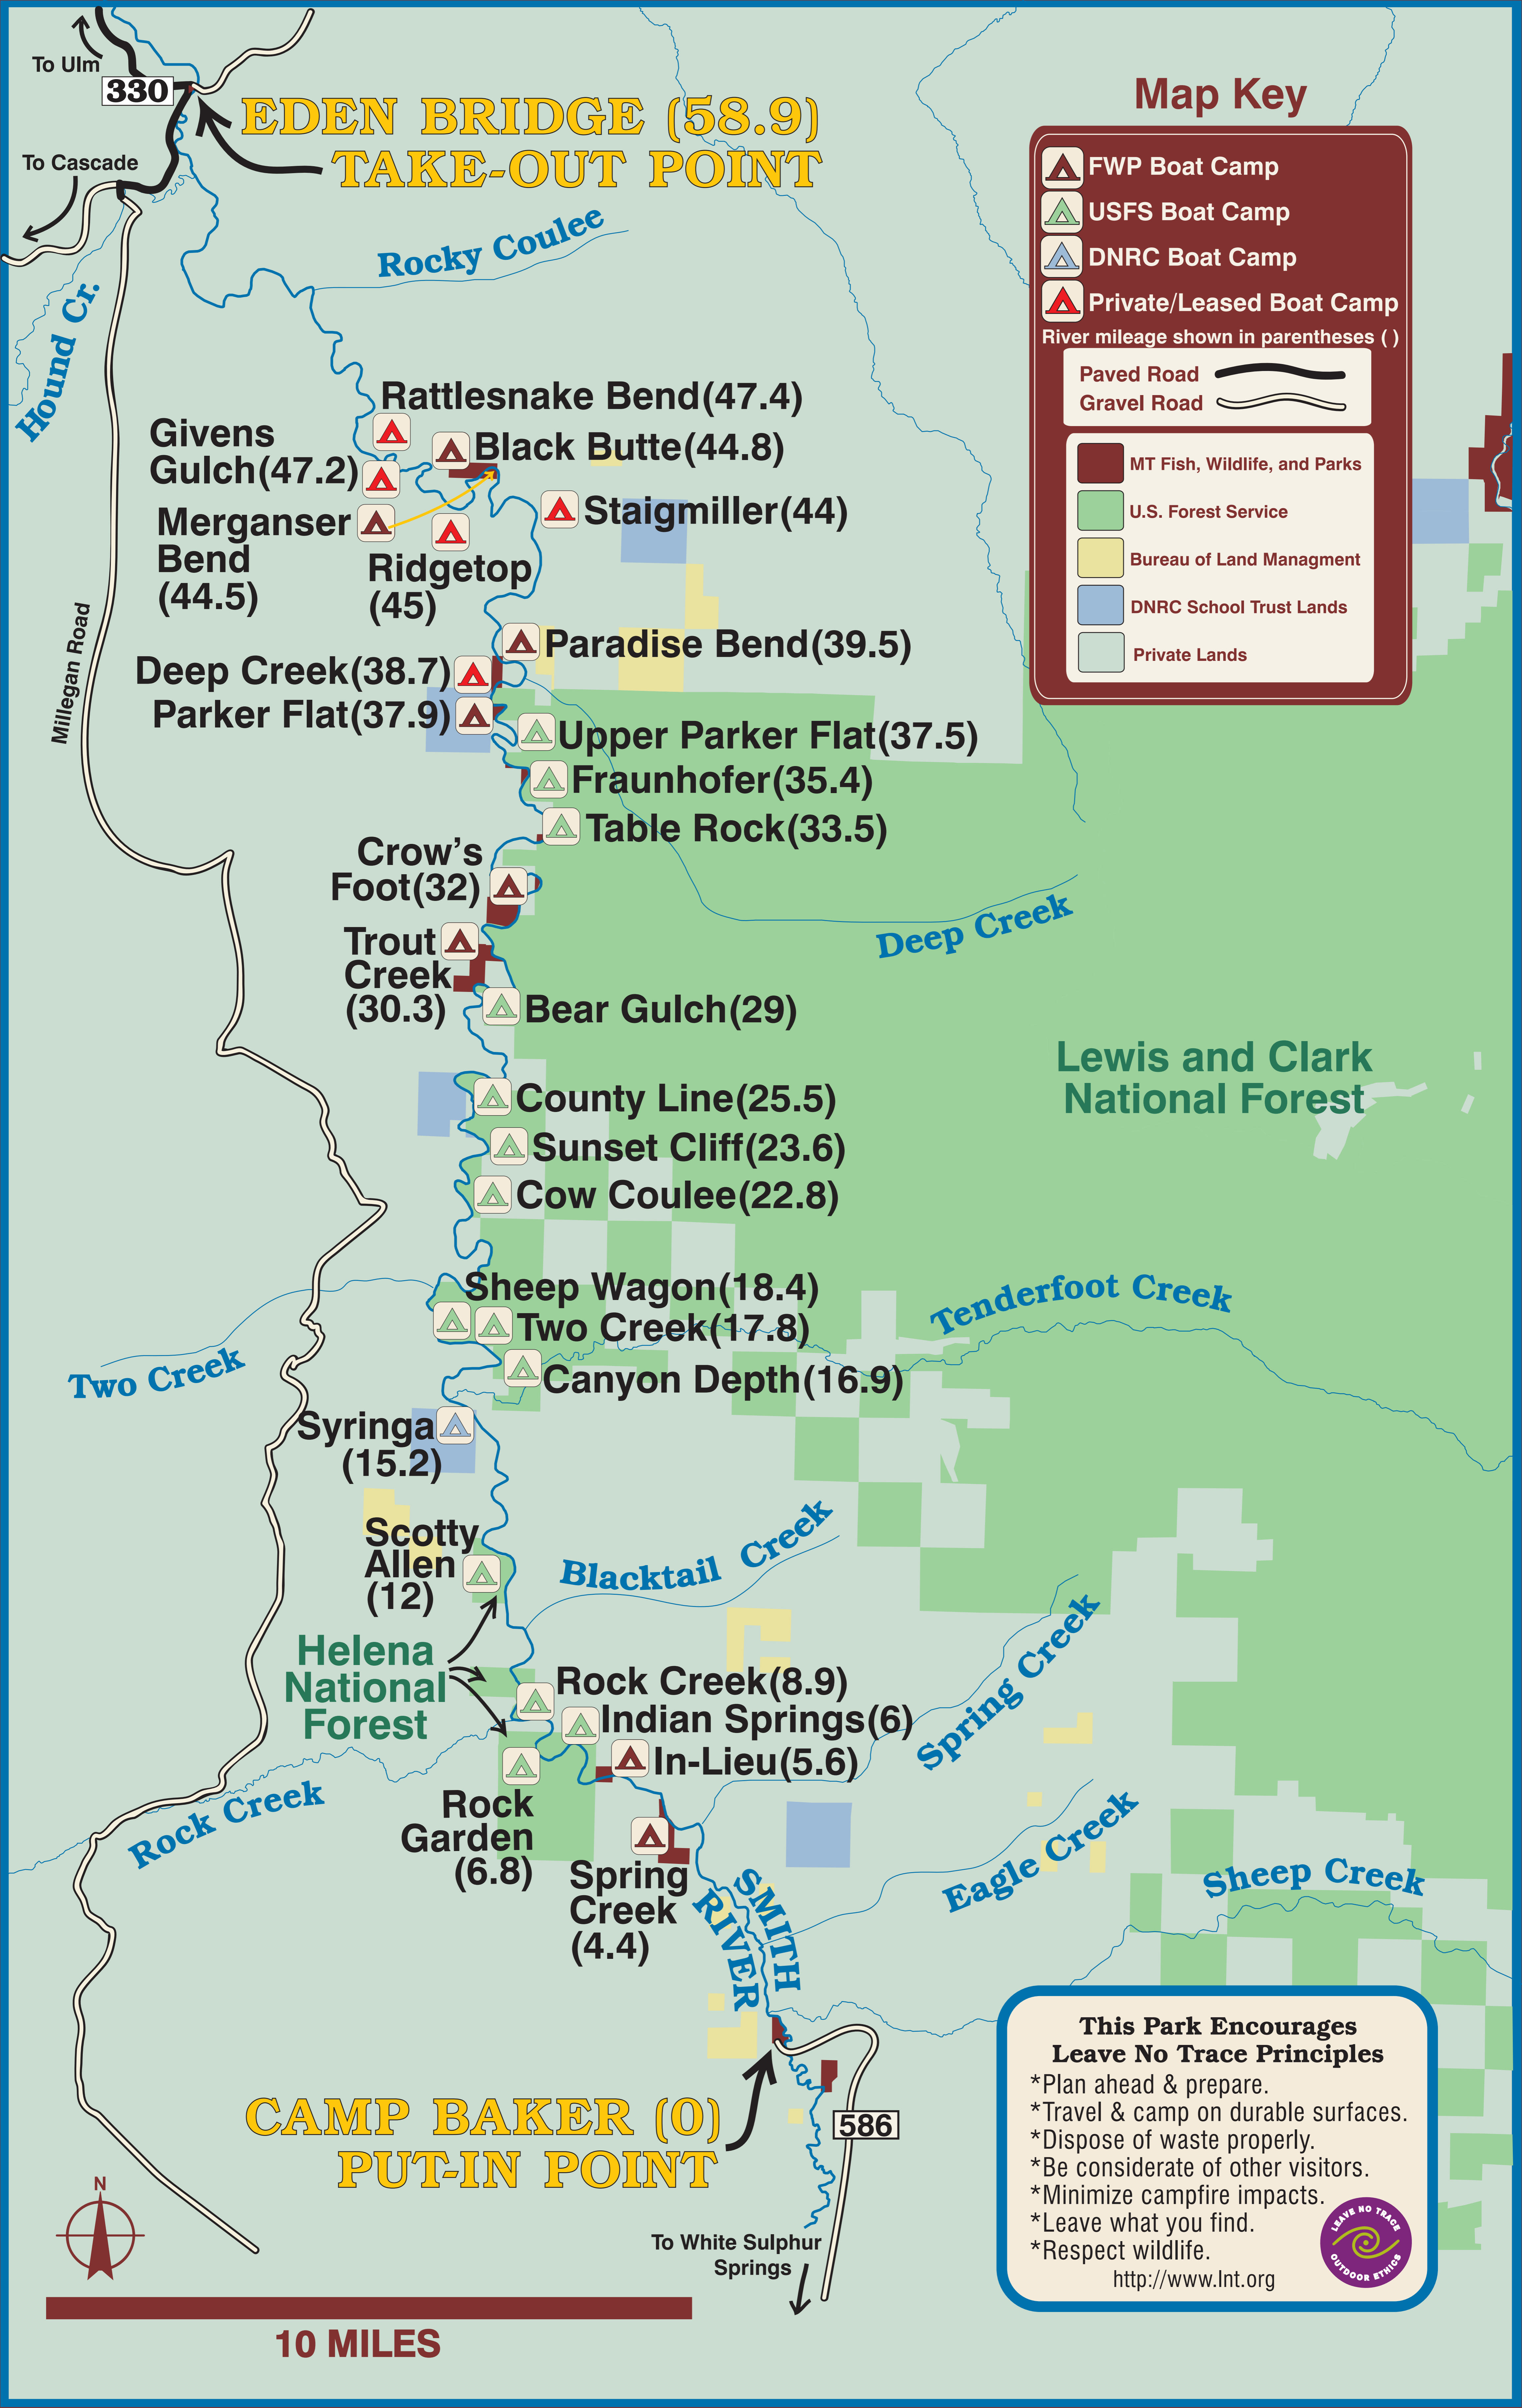 To Ulm
330
EDEN BRIDGE (58.9)
TAKE-OUT POINT
To Cascade
Hound Cr.
Rocky Coulee
Millegan Road
Map Key
FWP Boat Camp
USFS Boat Camp
DNRC Boat Camp
Private/Leased Boat Camp
River mileage shown in parentheses ( )
Paved Road
Gravel Road
MT Fish, Wildlife, and Parks
U.S. Forest Service
Bureau of Land Managment
DNRC School Trust Lands
Private Lands
Rattlesnake Bend(47.4)
Givens
Gulch(47.2)
Black Butte(44.8)
Merganser
Bend
(44.5)
Staigmiller(44)
Ridgetop
(45)
Paradise Bend(39.5)
Deep Creek(38.7)
Parker Flat(37.9)
Upper Parker Flat(37.5)
Fraunhofer(35.4)
Table Rock(33.5)
Crow’s
Foot(32)
Deep Creek
Trout
Creek
(30.3)
Bear Gulch(29)
Lewis and Clark
National Forest
County Line(25.5)
Sunset Cliff(23.6)
Cow Coulee(22.8)
Sheep Wagon(18.4)
Two Creek(17.8)
Tenderfoot Creek
Two Creek
Canyon Depth(16.9)
Syringa
(15.2)
Scotty
Allen
(12)
Blacktail Creek
Helena
National
Forest
Rock Creek(8.9)
Indian Springs(6)
In-Lieu(5.6)
Spring Creek
Rock Creek
Rock
Garden
(6.8)
Spring
Creek
(4.4)
SMITH
RIVER
Eagle Creek
Sheep Creek
CAMP BAKER (0)
PUT-IN POINT
586
To White Sulphur
Springs
N
10 MILES
This Park Encourages
Leave No Trace Principles
*Plan ahead & prepare.
*Travel & camp on durable surfaces.
*Dispose of waste properly.
*Be considerate of other visitors.
*Minimize campfire impacts.
*Leave what you find.
*Respect wildlife.
http://www.lnt.org
LEAVE NO TRACE
OUTDOOR ETHICS